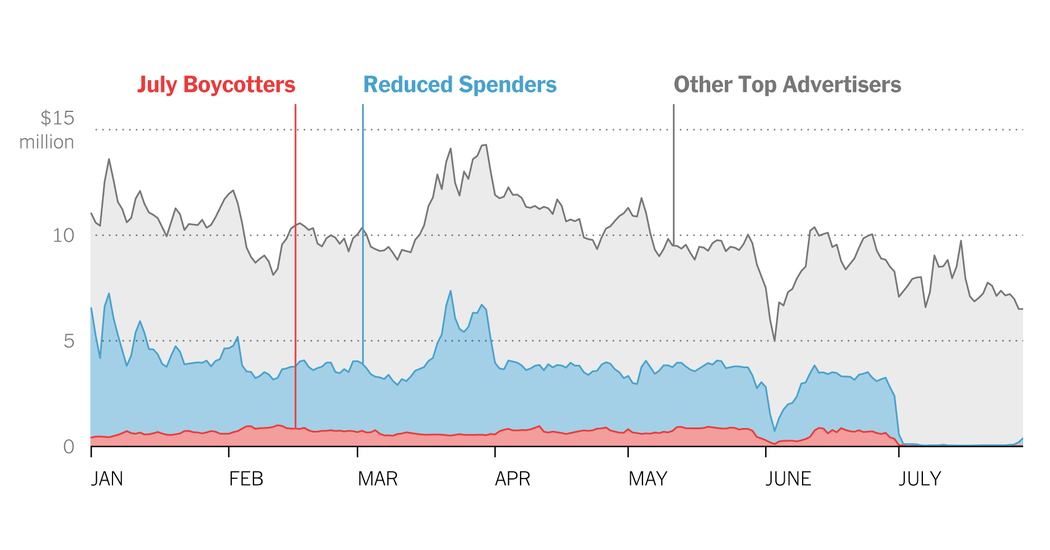 July Boycotters
Reduced Spenders
Other Top Advertisers
$15
million
10
5
0
JAN
FEB
MAR
APR
MAY
JUNE
JULY